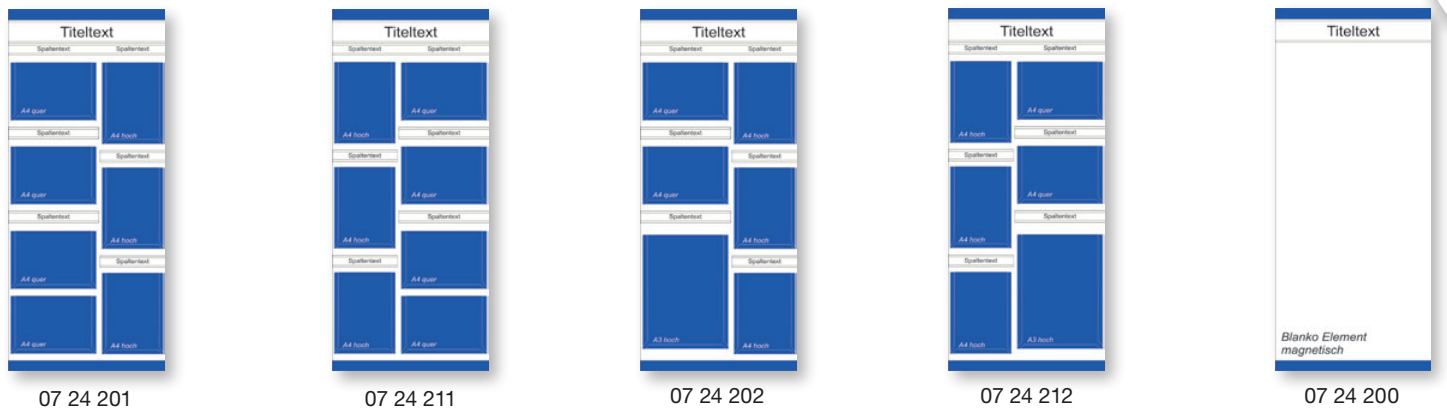 Titeltext
Spaltentext Spaltentext
A4 quer
A4 hoch
Spaltentext
Spaltentext
A4 quer
Spaltentext
A4 hoch
Spaltentext
A4 quer
A4 quer
A4 hoch
07 24 201
Titeltext
Spaltentext Spaltentext
A4 quer
A4 hoch
Spaltentext
Spaltentext
A4 quer
Spaltentext
A4 hoch
Spaltentext
A4 quer
A4 hoch
A4 quer
07 24 211
Titeltext
Spaltentext Spaltentext
A4 quer
A4 hoch
Spaltentext
Spaltentext
A4 quer
Spaltentext
A4 hoch
Spaltentext
A3 hoch
A4 hoch
07 24 202
Titeltext
Spaltentext Spaltentext
A4 quer
A4 hoch
Spaltentext
Spaltentext
A4 quer
Spaltentext
A4 hoch
Spaltentext
A3 hoch
A4 hoch
07 24 212
Titeltext
Blanko Element
magnetisch
07 24 200